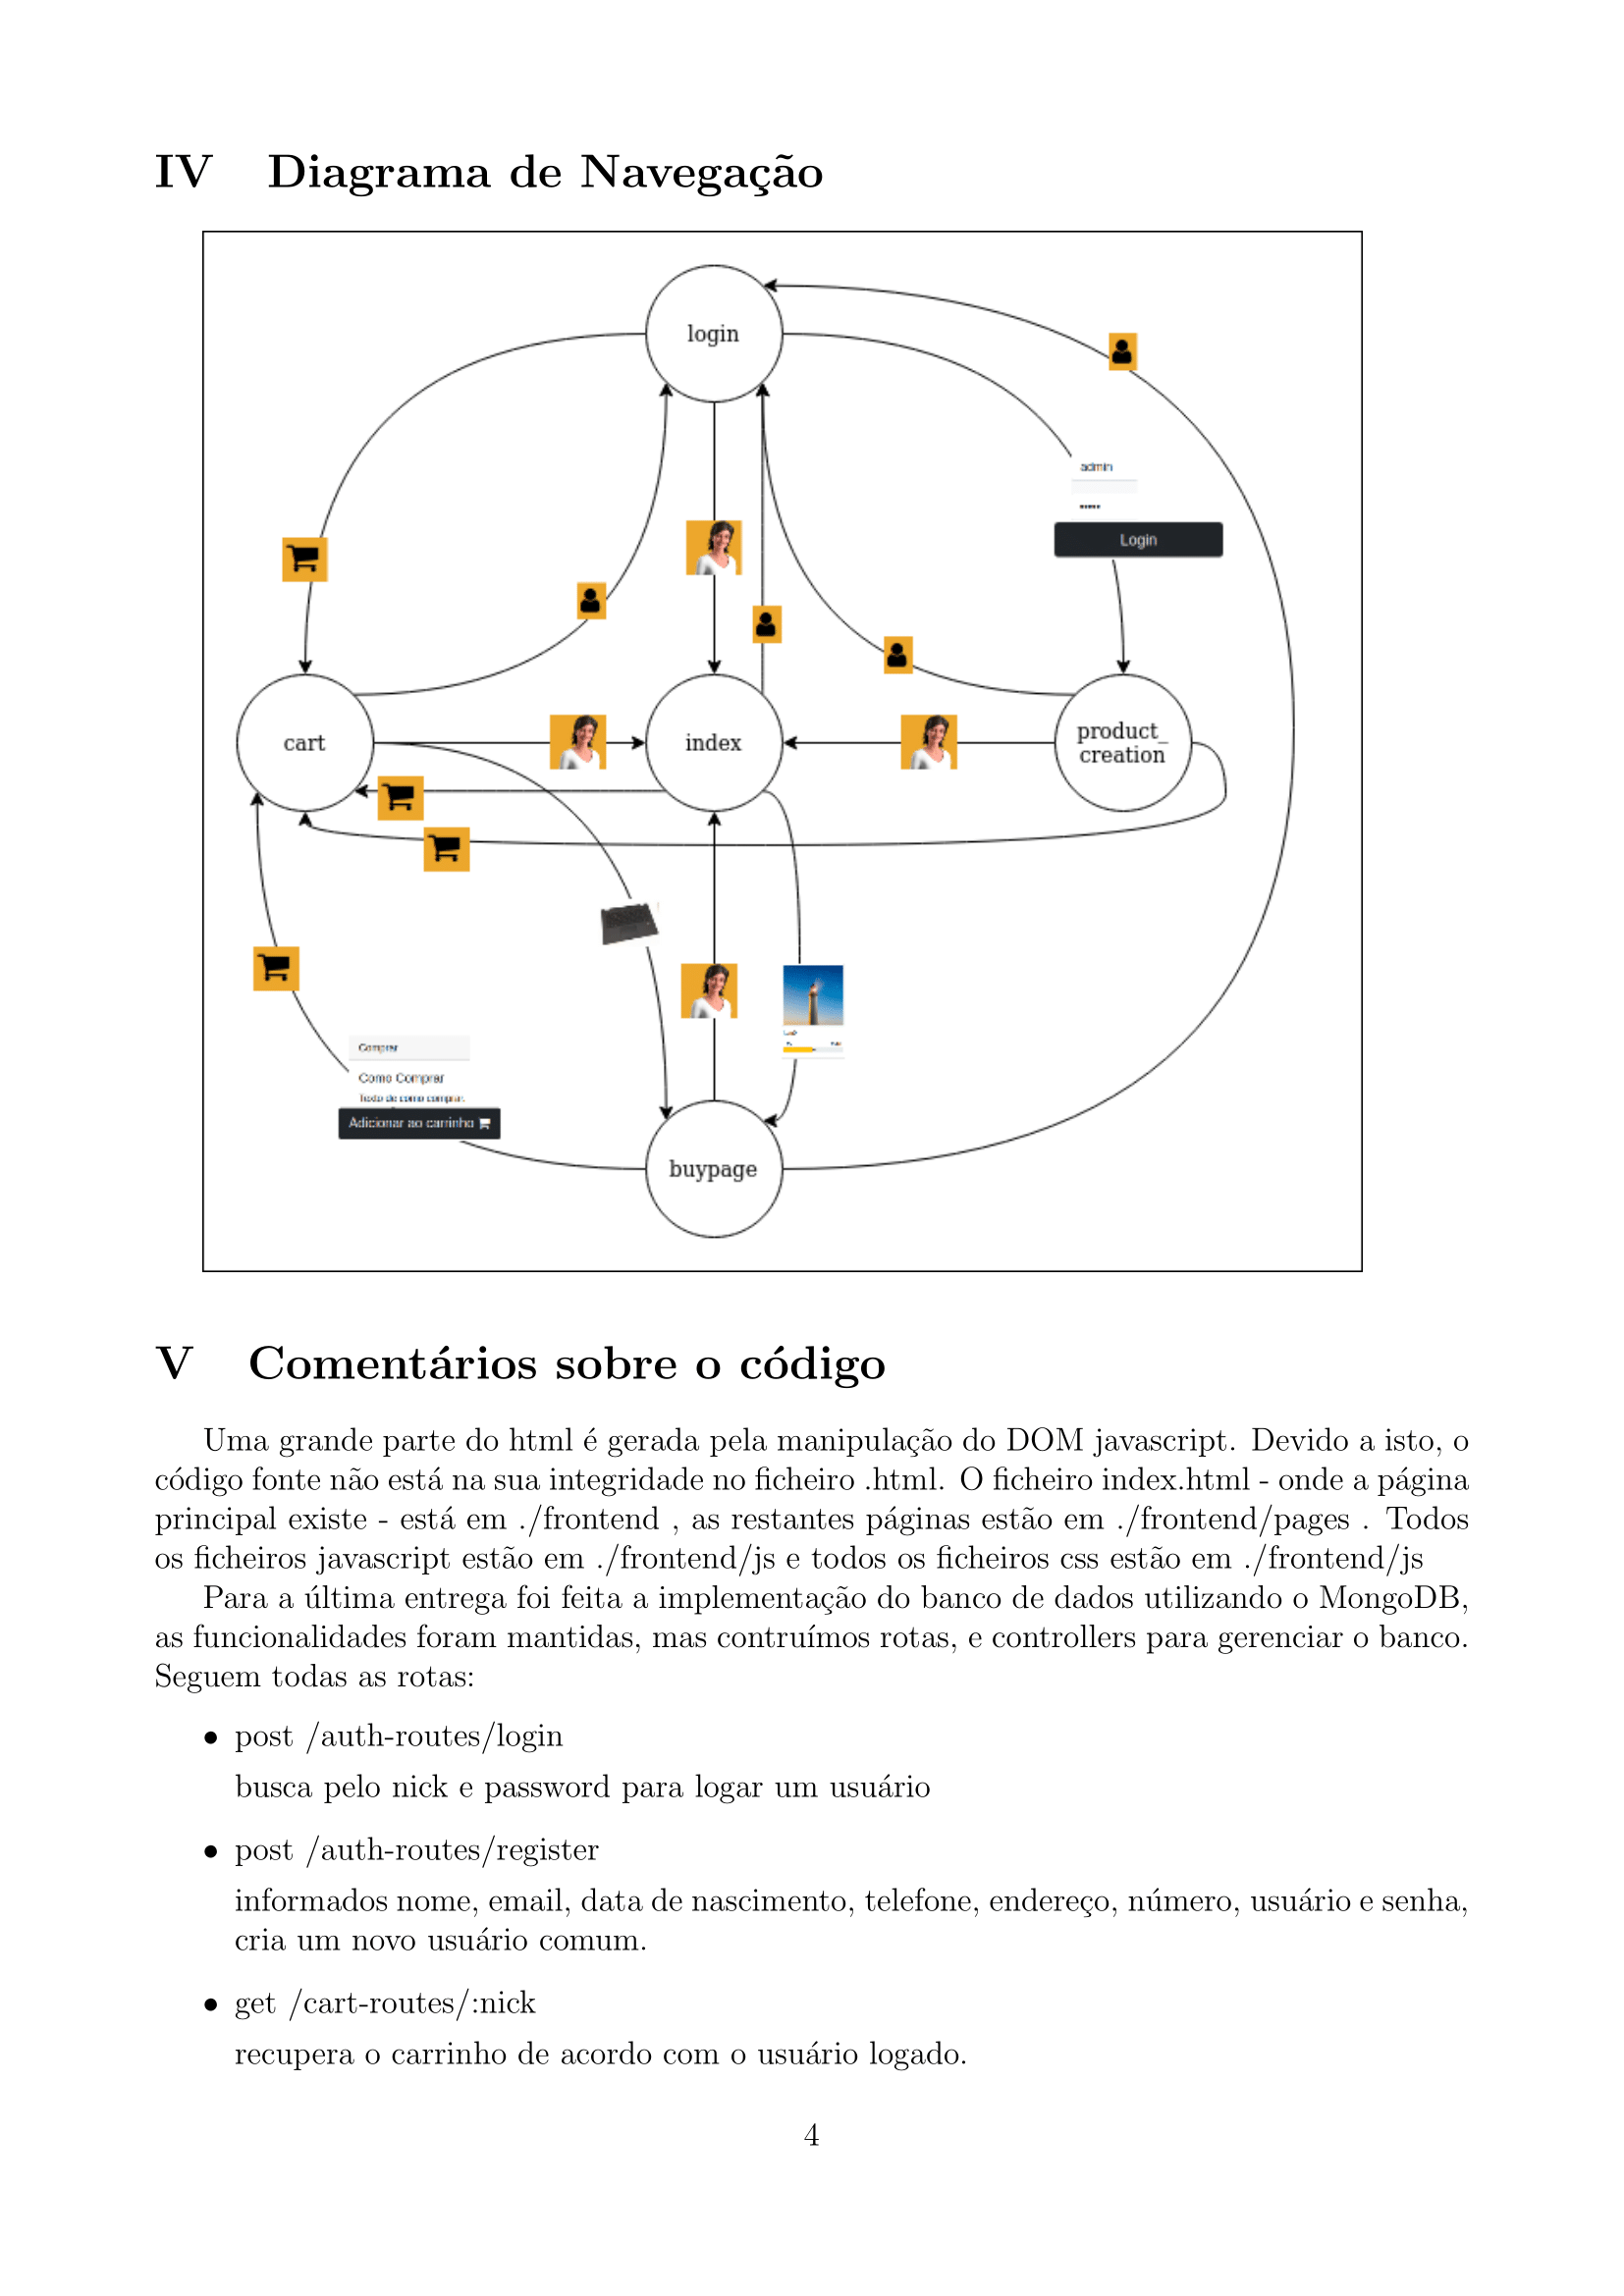 IV Diagrama de Navegação
login
admin
•••••
Login
cart
index
product_
creation
Comprar
Como Comprar
Texto de como comprar.
Adicionar ao carrinho
buypage
V Comentários sobre o código
Uma grande parte do html é gerada pela manipulação do DOM javascript. Devido a isto, o
código fonte não está na sua integridade no ficheiro .html. O ficheiro index.html - onde a página
principal existe - está em ./frontend , as restantes páginas estão em ./frontend/pages . Todos
os ficheiros javascript estão em ./frontend/js e todos os ficheiros css estão em ./frontend/js
Para a última entrega foi feita a implementação do banco de dados utilizando o MongoDB,
as funcionalidades foram mantidas, mas contruímos rotas, e controllers para gerenciar o banco.
Seguem todas as rotas:
• post /auth-routes/login
busca pelo nick e password para logar um usuário
• post /auth-routes/register
informados nome, email, data de nascimento, telefone, endereço, número, usuário e senha,
cria um novo usuário comum.
• get /cart-routes/:nick
recupera o carrinho de acordo com o usuário logado.
4